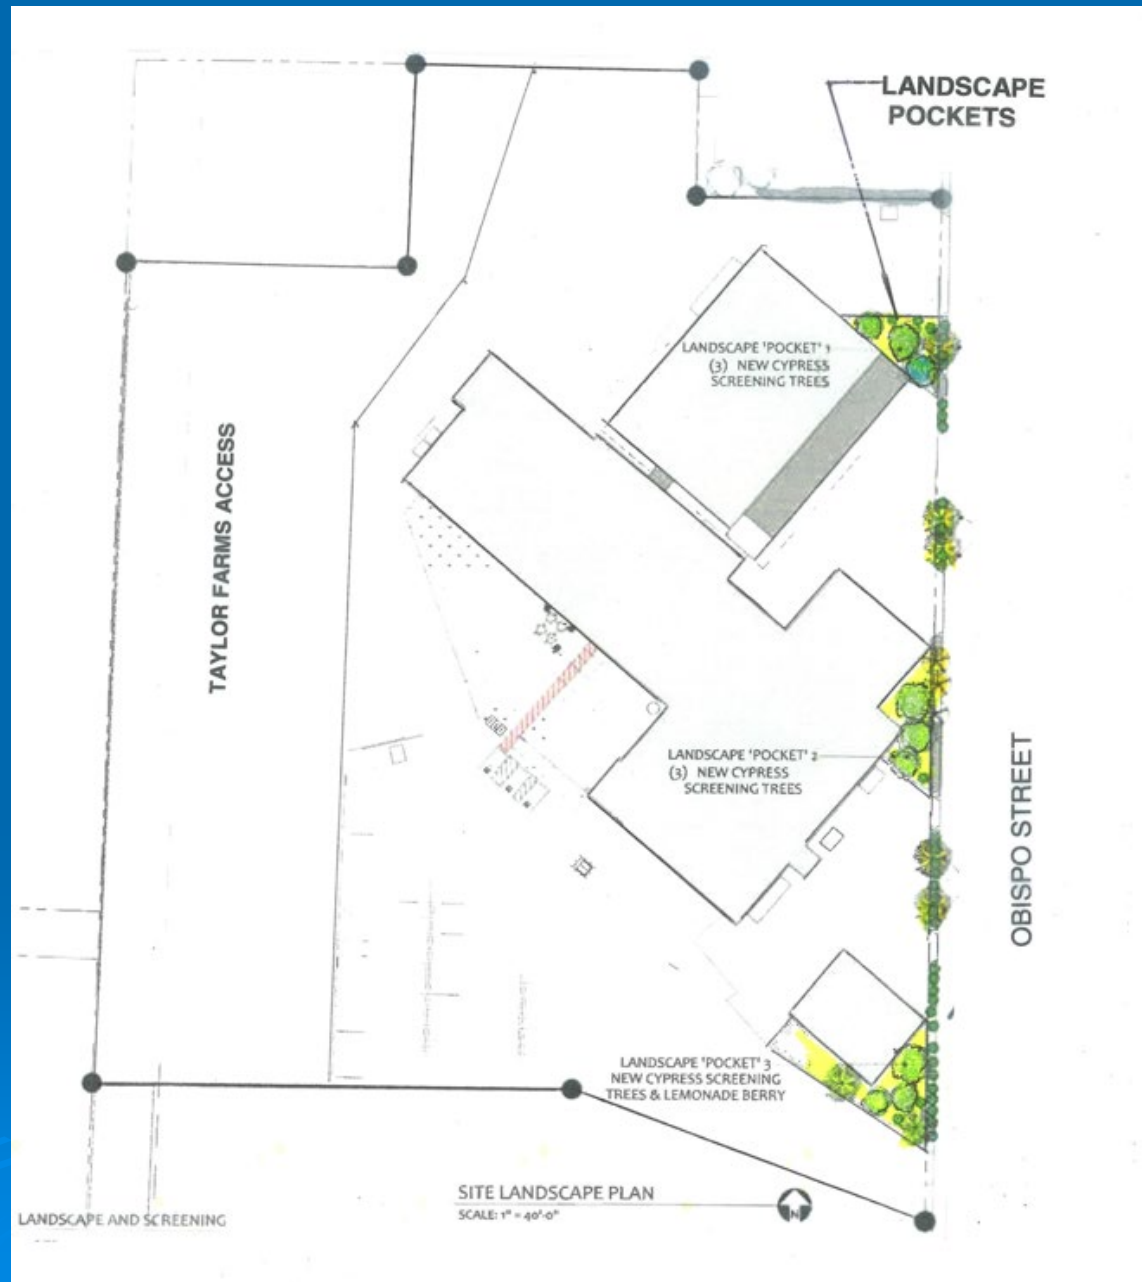 LANDSCAPE
POCKETS
LANDSCAPE 'POCKET' 1
(3) NEW CYPRESS
SCREENING TREES
TAYLOR FARMS ACCESS
LANDSCAPE 'POCKET' 2
(3) NEW CYPRESS
SCREENING TREES
OBISPO STREET
LANDSCAPE 'POCKET' 3
NEW CYPRESS SCREENING
TREES & LEMONADE BERRY
SITE LANDSCAPE PLAN
SCALE: 1" = 40'-0"
N
LANDSCAPE AND SCREENING